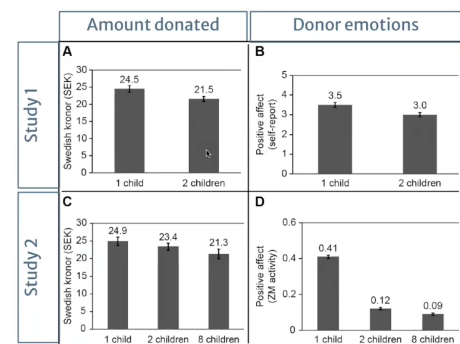 Amount donated
Donor emotions
Study 1
A
Swedish kronor (SEK)
30
25
20
15
10
5
0
24.5
21.5
1 child
2 children
B
Positive affect
(self-report)
5
4
3
2
1
0
3.5
3.0
1 child
2 children
Study 2
C
Swedish kronor (SEK)
30
25
20
15
10
5
0
24.9
23.4
21.3
1 child
2 children
8 children
D
Positive affect
(ZM activity)
0.6
0.4
0.2
0
0.41
0.12
0.09
1 child
2 children
8 children